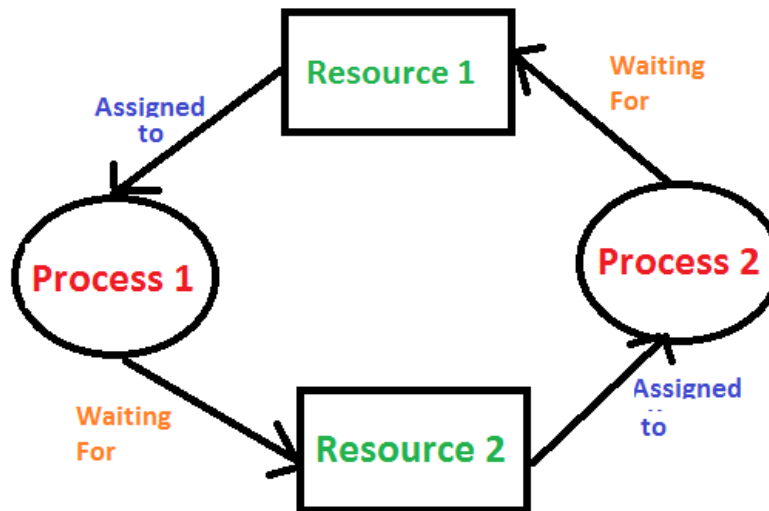 Resource 1
Waiting
For
Assigned
to
Process 1
Process 2
Waiting
For
Resource 2
Assigned
to